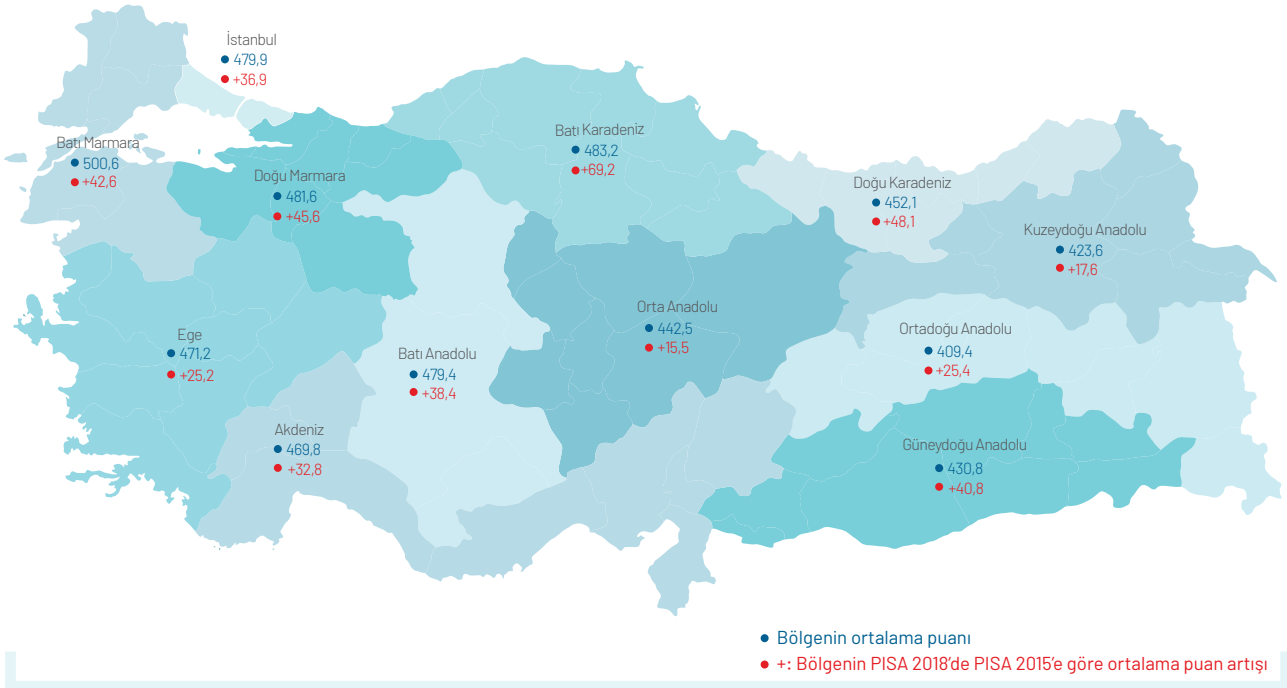 İstanbul
479,9
+36,9
Batı Marmara
500,6
+42,6
Doğu Marmara
481,6
+45,6
Batı Karadeniz
483,2
+69,2
Doğu Karadeniz
452,1
+48,1
Kuzeydoğu Anadolu
423,6
+17,6
Ege
471,2
+25,2
Batı Anadolu
479,4
+38,4
Orta Anadolu
442,5
+15,5
Ortadoğu Anadolu
409,4
+25,4
Akdeniz
469,8
+32,8
Güneydoğu Anadolu
430,8
+40,8
Bölgenin ortalama puanı
+: Bölgenin PISA 2018'de PISA 2015'e göre ortalama puan artışı